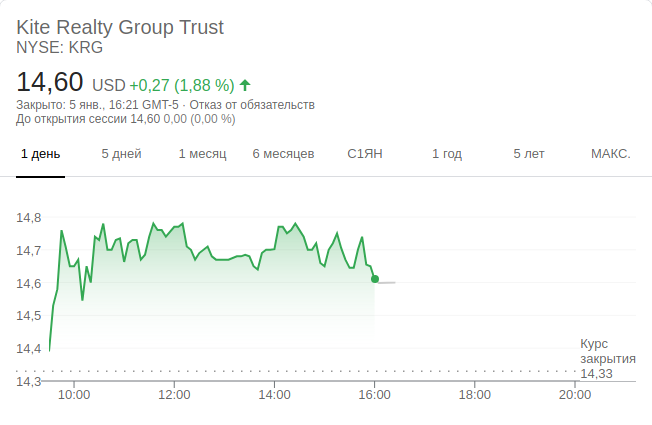 Kite Realty Group Trust
NYSE: KRG
14,60 USD +0,27 (1,88 %)
Закрыто: 5 янв., 16:21 GMT-5 · Отказ от обязательств
До открытия сессии 14,60 0,00 (0,00 %)
1 день 5 дней 1 месяц 6 месяцев С1ЯН 1 год 5 лет МАКС.
14,8
14,7
14,6
14,5
14,4
Курс
закрытия
14,33
14,3
10:00 12:00 14:00 16:00 18:00 20:00